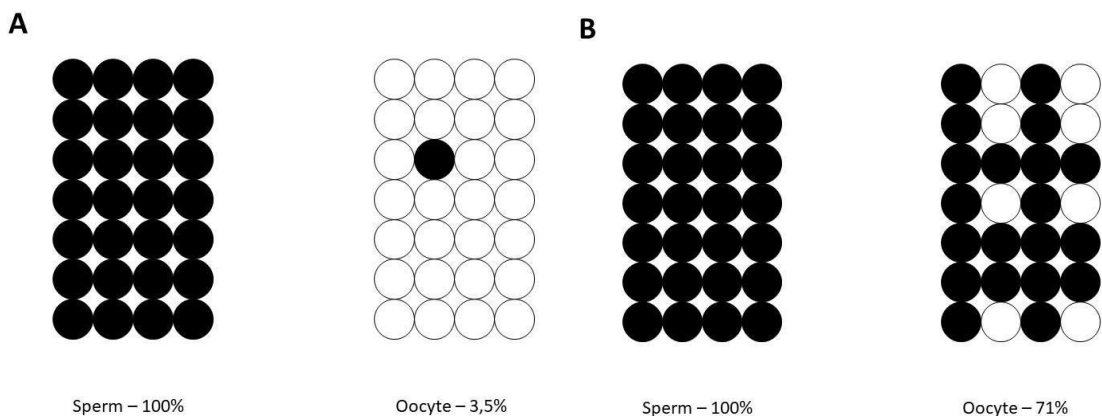 A
B
Sperm – 100%
Oocyte – 3,5%
Sperm – 100%
Oocyte – 71%